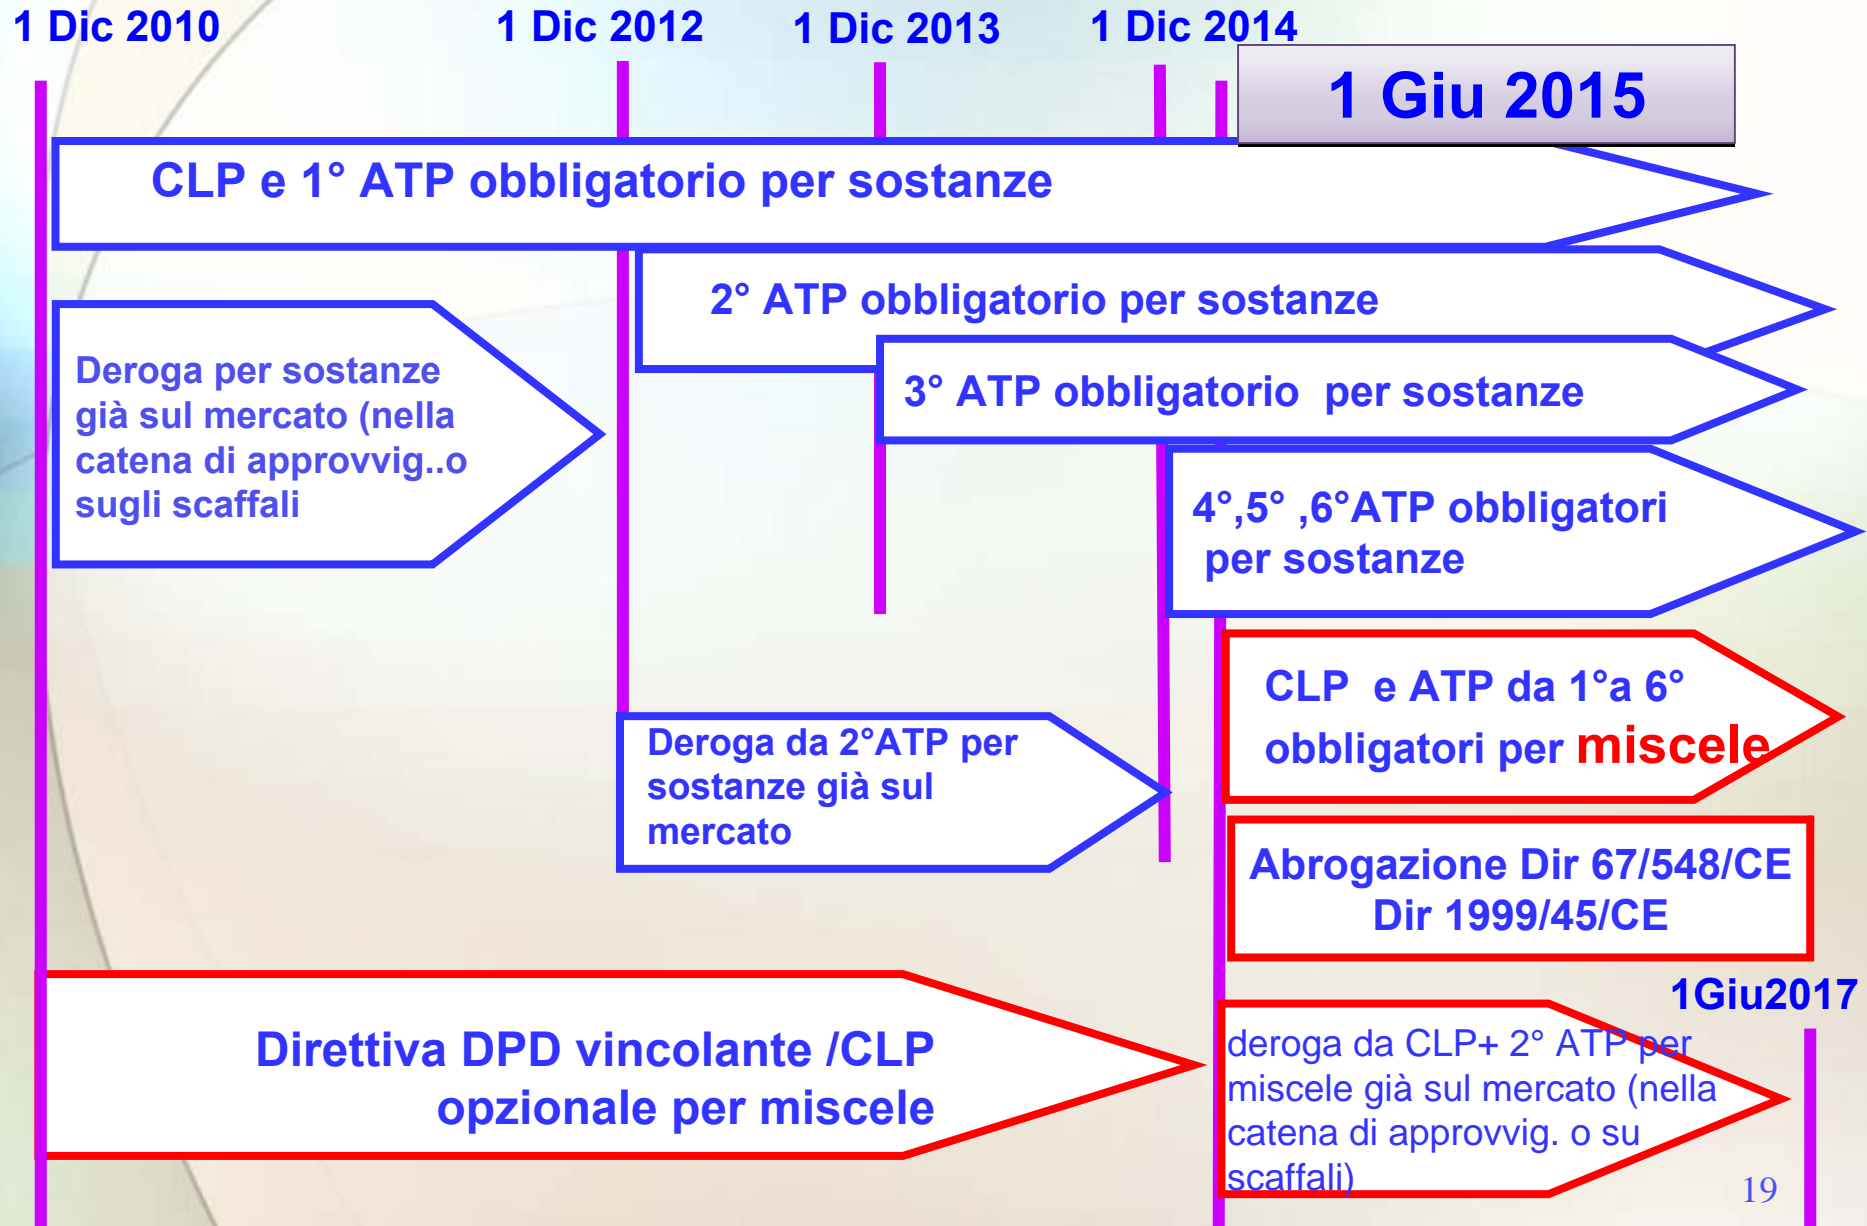 1 Dic 2010
1 Dic 2012
1 Dic 2013
1 Dic 2014
1 Giu 2015
CLP e 1° ATP obbligatorio per sostanze
2° ATP obbligatorio per sostanze
Deroga per sostanze
già sul mercato (nella
catena di approvvig..o
sugli scaffali
3° ATP obbligatorio per sostanze
4°,5° ,6°ATP obbligatori
per sostanze
CLP e ATP da 1°a 6°
obbligatori per miscele
Deroga da 2°ATP per
sostanze già sul
mercato
Abrogazione Dir 67/548/CE
Dir 1999/45/CE
1Giu2017
Direttiva DPD vincolante /CLP
opzionale per miscele
deroga da CLP+ 2° ATP per
miscele già sul mercato (nella
catena di approvvig. o su
scaffali)
19